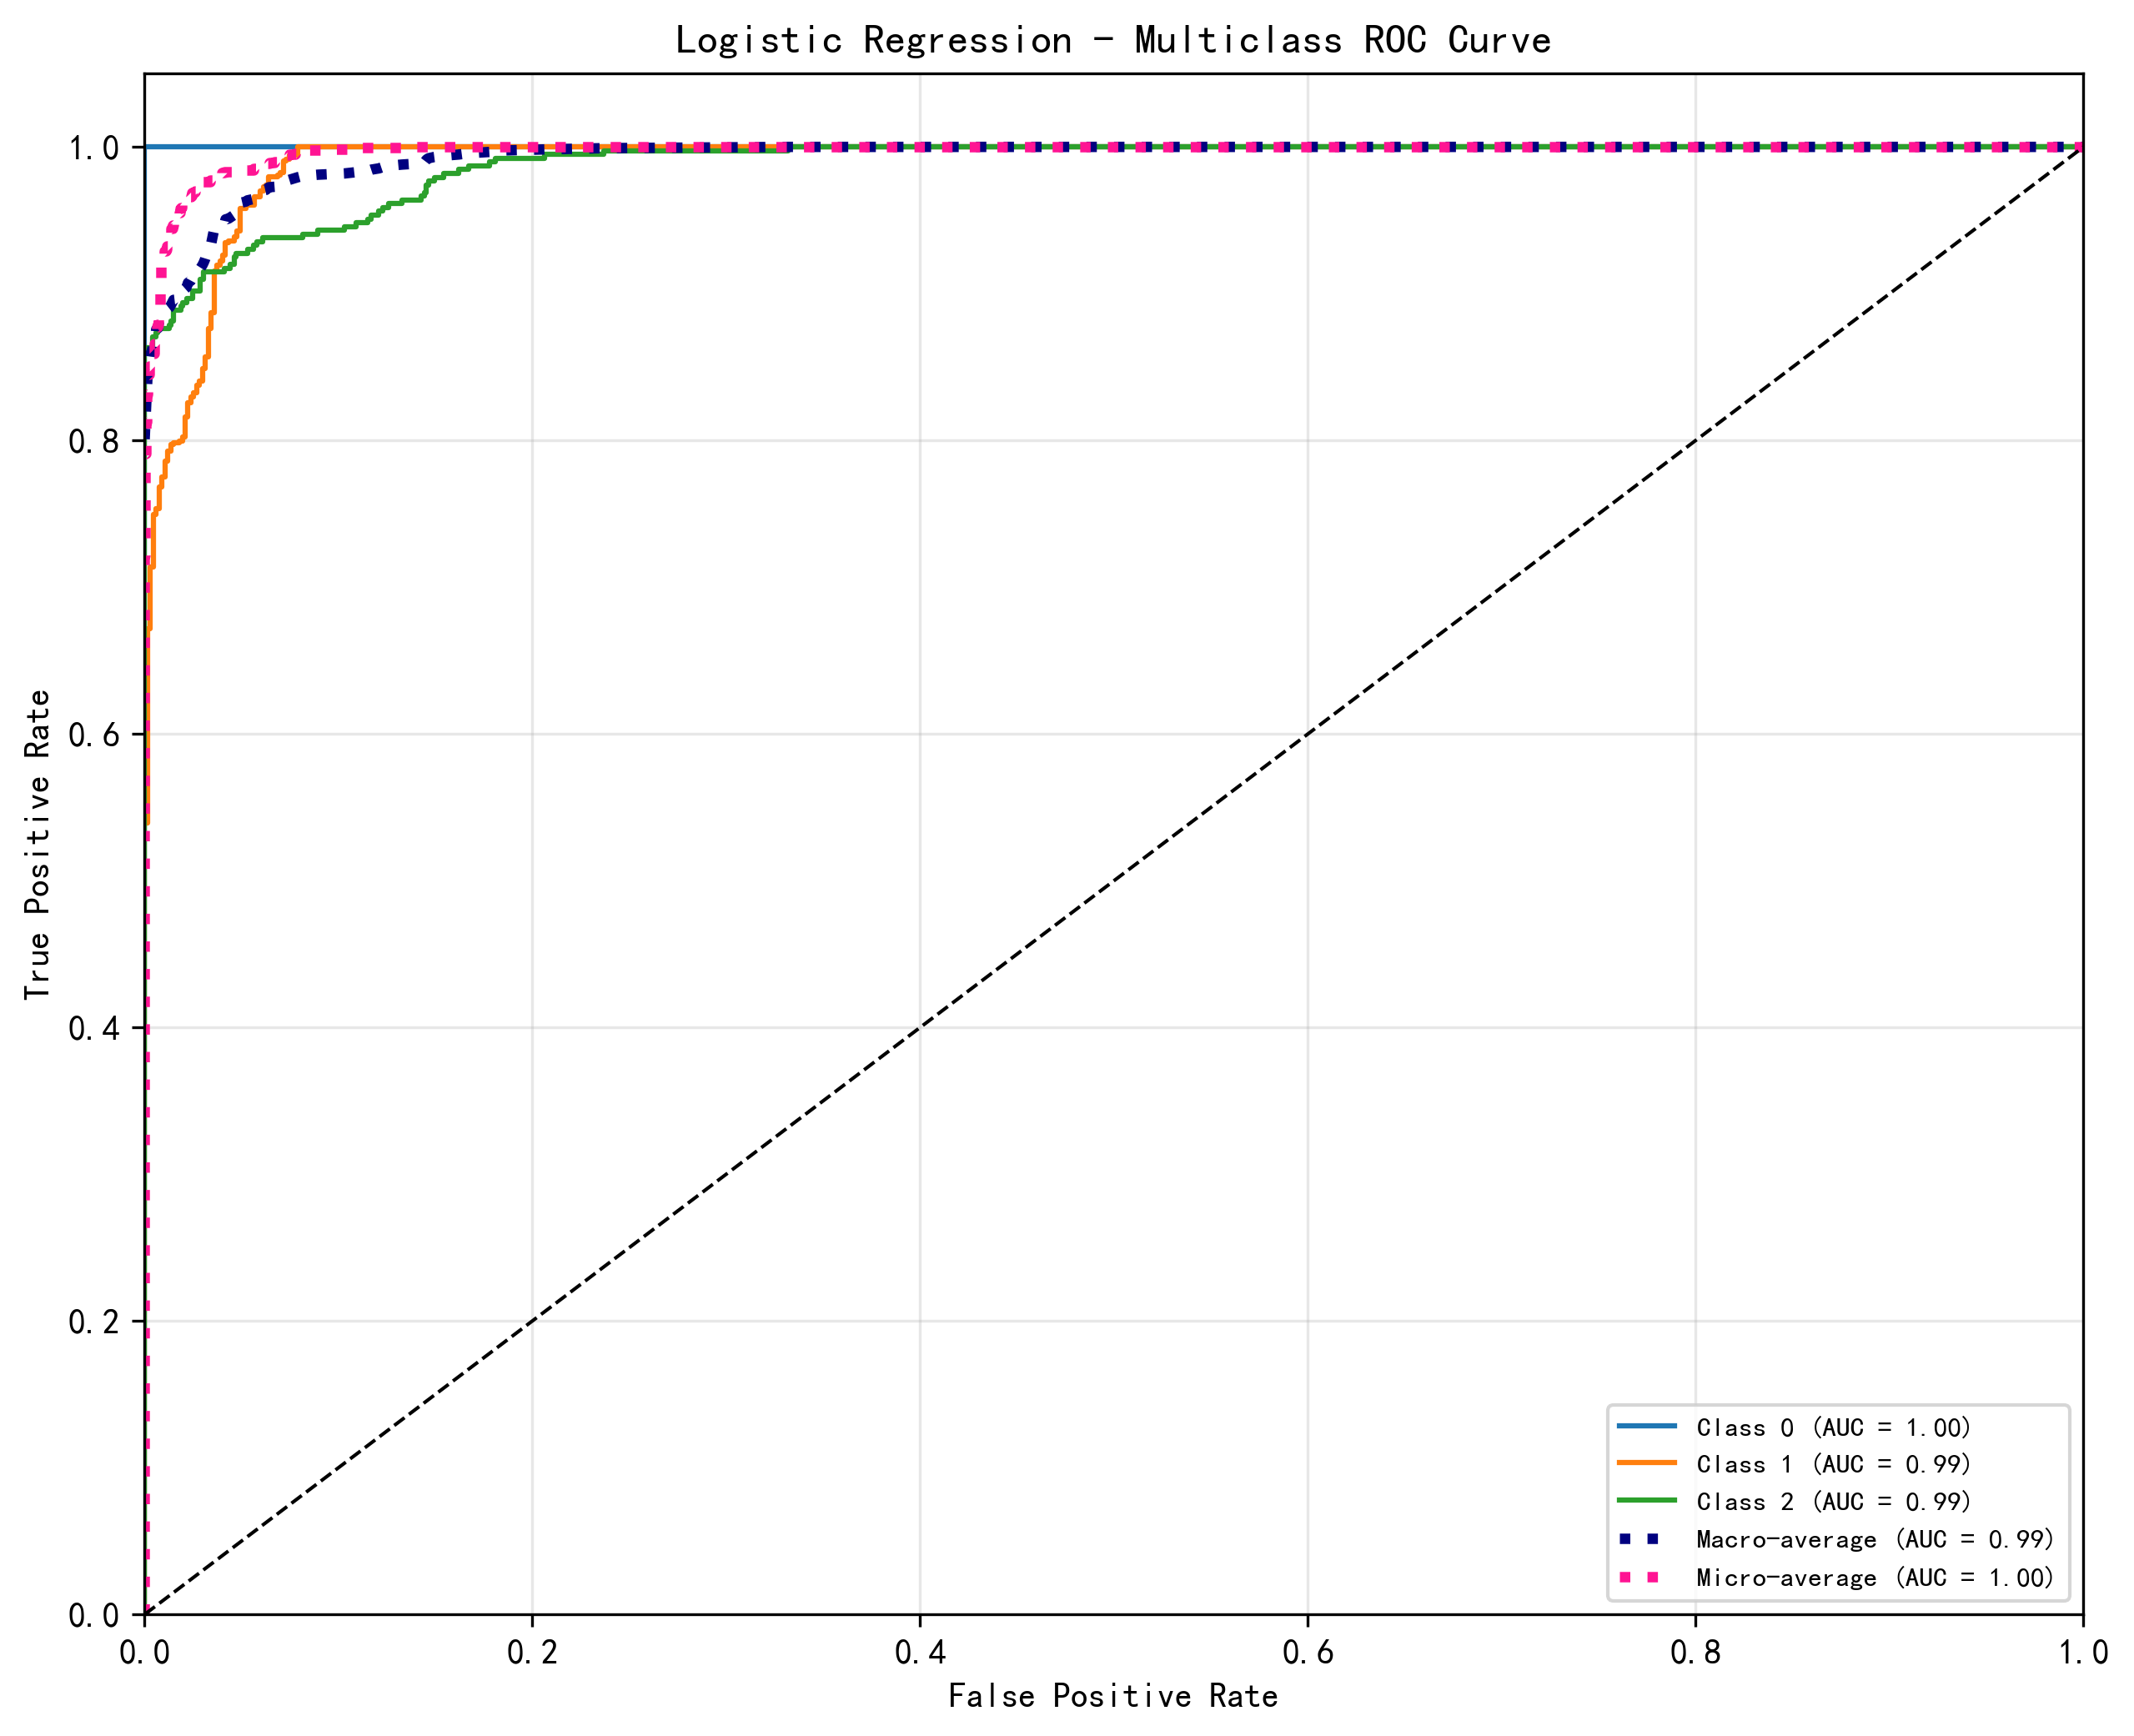 Logistic Regression - Multiclass ROC Curve
True Positive Rate
1.0
0.8
0.6
0.4
0.2
0.0
0.0 0.2 0.4 0.6 0.8 1.0
False Positive Rate
Class 0 (AUC = 1.00)
Class 1 (AUC = 0.99)
Class 2 (AUC = 0.99)
Macro-average (AUC = 0.99)
Micro-average (AUC = 1.00)